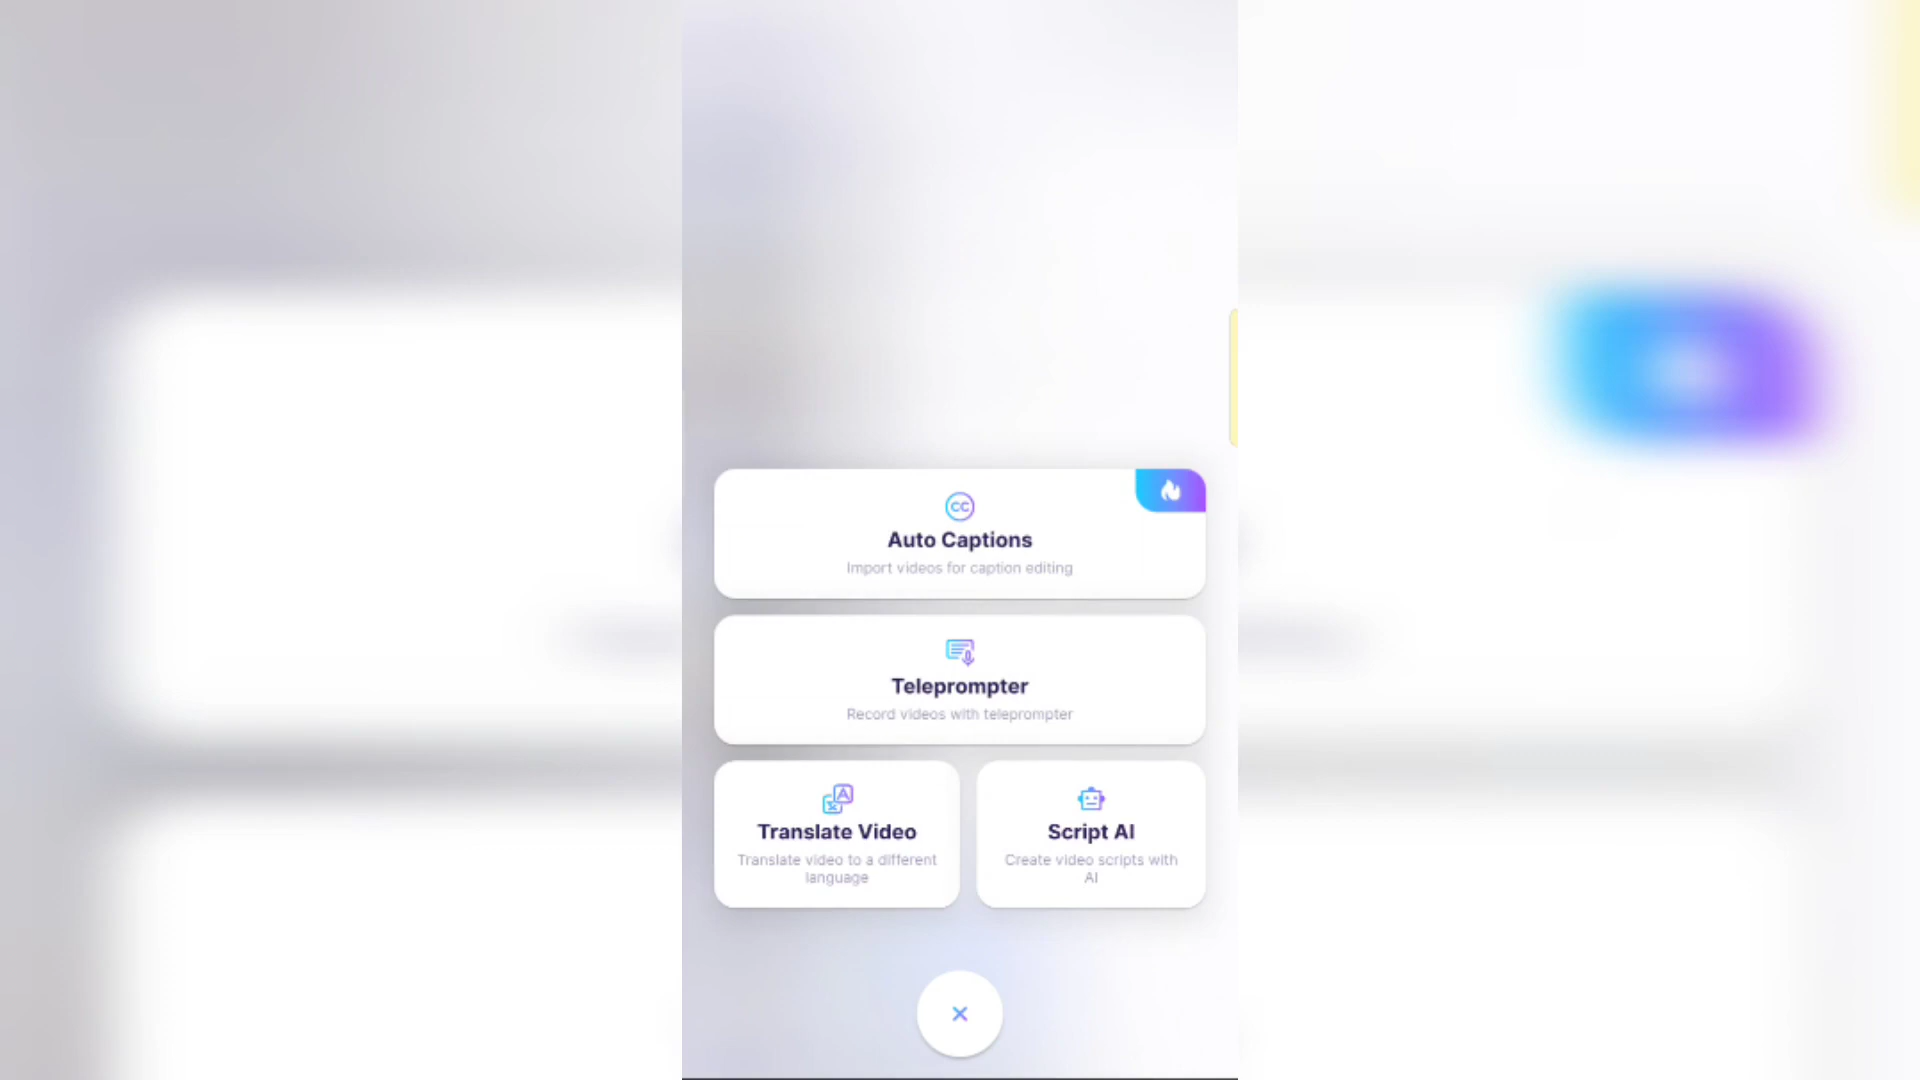 CC
Auto Captions
Import videos for caption editing
Teleprompter
Record videos with teleprompter
A
Translate Video
Translate video to a different
language
Script AI
Create video scripts with
AI